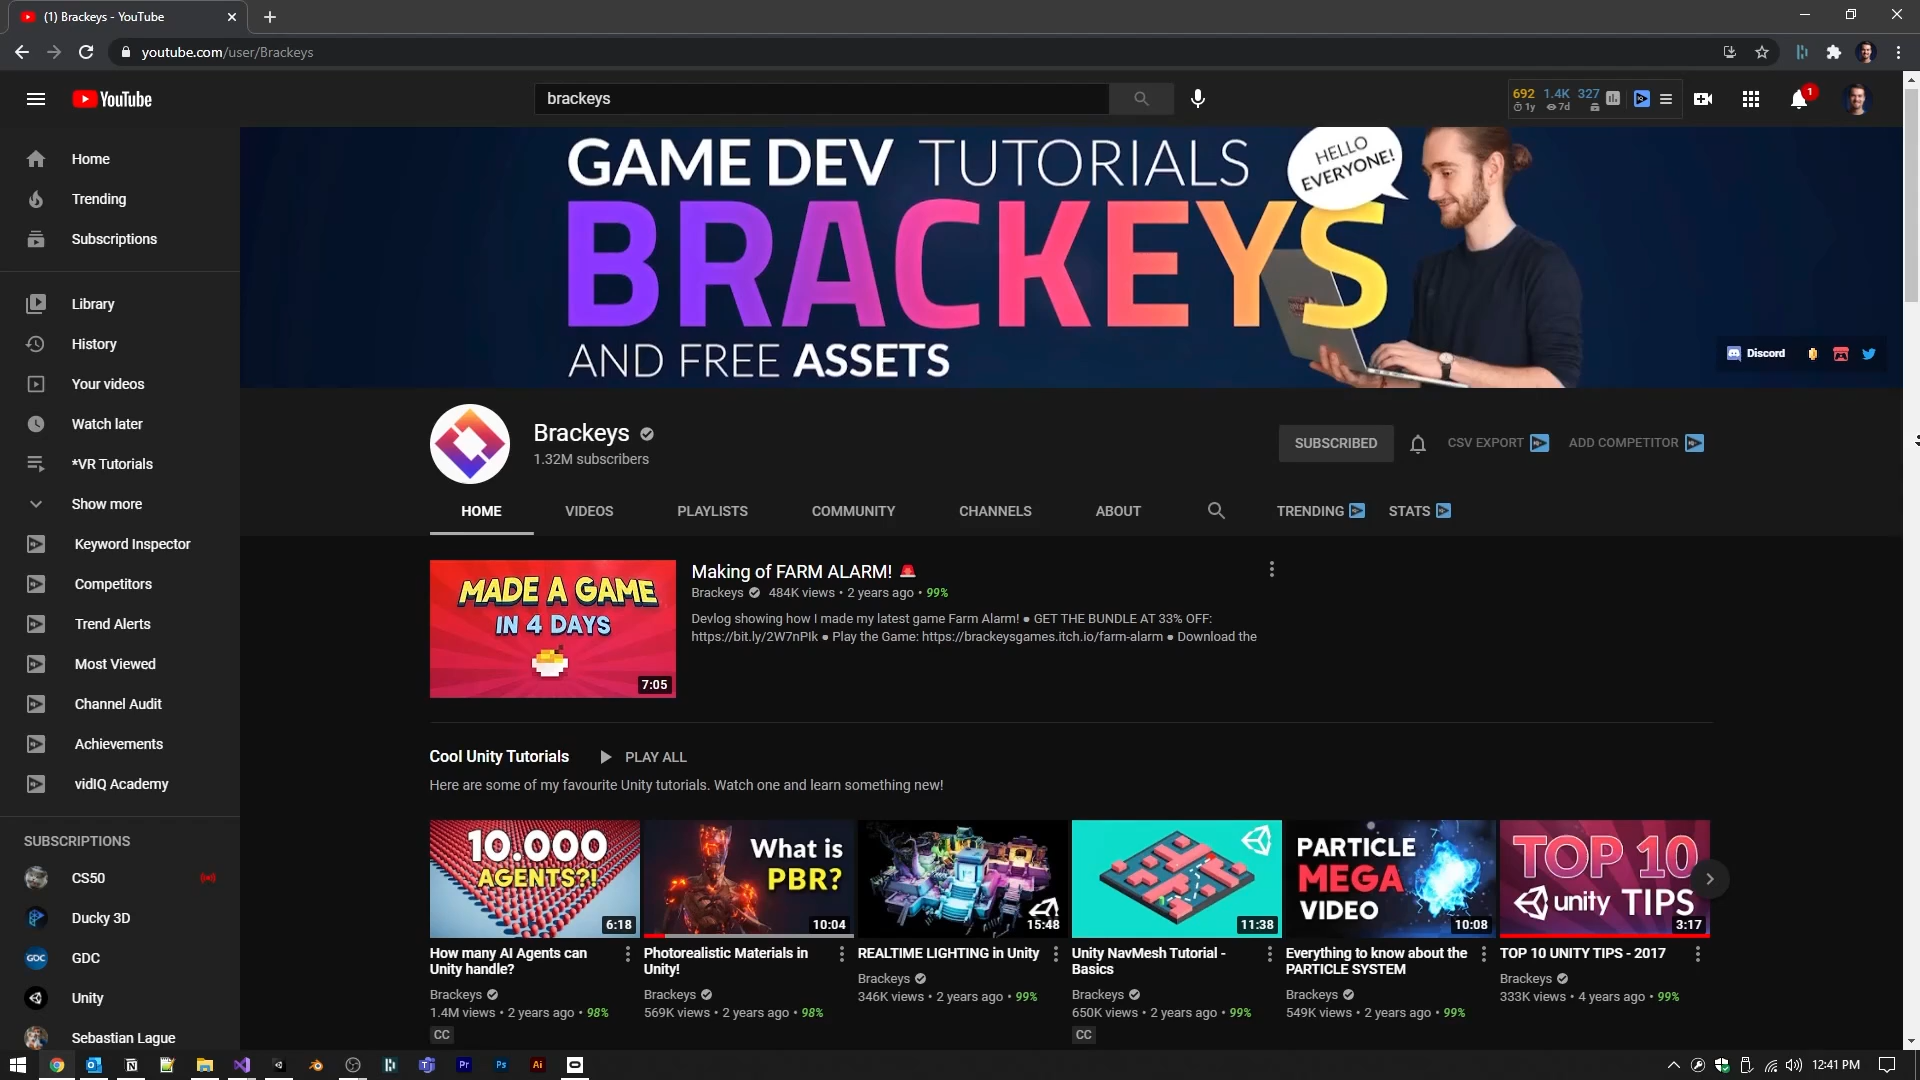 (1) Brackeys - YouTube
youtube.com/user/Brackeys
YouTube
brackeys
692 1.4K 327
1y 7d
1
Home
Trending
Subscriptions
Library
History
Your videos
Watch later
*VR Tutorials
Show more
Keyword Inspector
Competitors
Trend Alerts
Most Viewed
Channel Audit
Achievements
vidIQ Academy
SUBSCRIPTIONS
CS50
Ducky 3D
GDC
GDC
Unity
Sebastian Lague
GAME DEV TUTORIALS
BRACKEYS
AND FREE ASSETS
HELLO
EVERYONE!
Discord
Brackeys
1.32M subscribers
SUBSCRIBED
CSV EXPORT
ADD COMPETITOR
HOME
VIDEOS
PLAYLISTS
COMMUNITY
CHANNELS
ABOUT
TRENDING
STATS
MADE A GAME
IN 4 DAYS
7:05
Making of FARM ALARM!
Brackeys 484K views • 2 years ago • 99%
Devlog showing how I made my latest game Farm Alarm! ● GET THE BUNDLE AT 33% OFF:
https://bit.ly/2W7nPIk ● Play the Game: https://brackeysgames.itch.io/farm-alarm ● Download the
Cool Unity Tutorials
PLAY ALL
Here are some of my favourite Unity tutorials. Watch one and learn something new!
10.000
AGENTS?!
6:18
How many AI Agents can
Unity handle?
Brackeys
1.4M views • 2 years ago • 98%
CC
What is
PBR?
10:04
Photorealistic Materials in
Unity!
Brackeys
569K views • 2 years ago • 98%
15:48
REALTIME LIGHTING in Unity
Brackeys
346K views • 2 years ago • 99%
11:38
Unity NavMesh Tutorial -
Basics
Brackeys
650K views • 2 years ago • 99%
CC
PARTICLE
MEGA
VIDEO
10:08
Everything to know about the
PARTICLE SYSTEM
Brackeys
549K views • 2 years ago • 99%
TOP 10
unity TIPS
3:17
TOP 10 UNITY TIPS - 2017
Brackeys
333K views • 4 years ago • 99%
Pr
Ps
Ai
12:41 PM